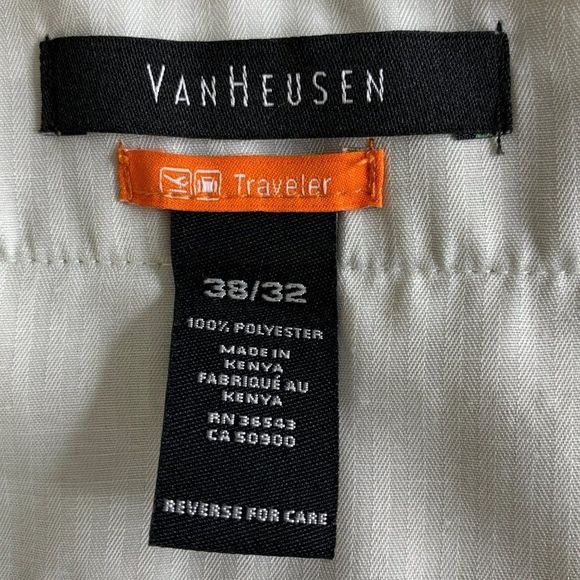 VANHEUSEN
Traveler
38/32
100% POLYESTER
MADE IN
KENYA
FABRIQUÉ AU
KENYA
RN 36543
CA 50900
REVERSE FOR CARE